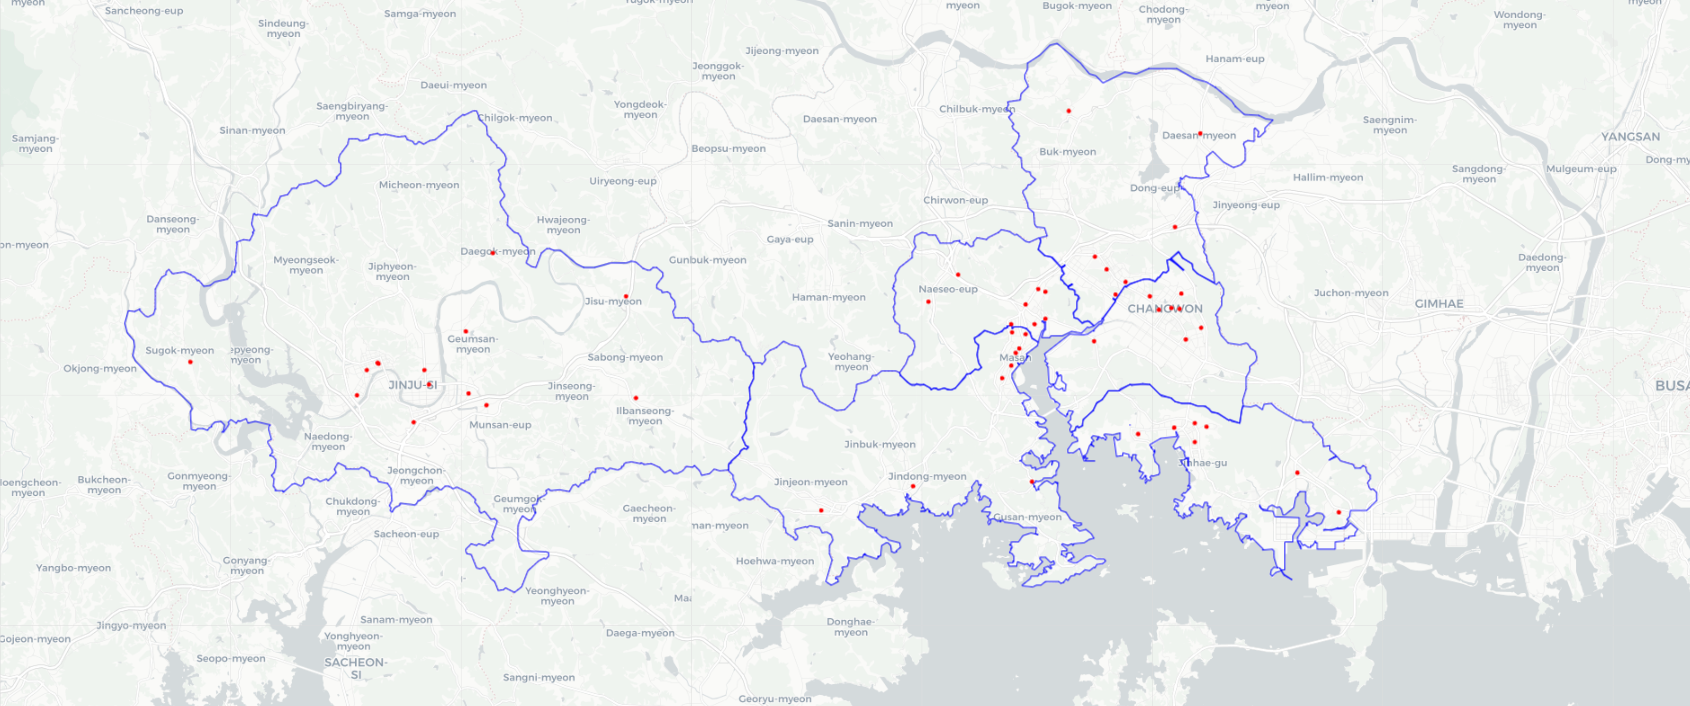 Sancheong-eup
Samga-myeon
Sindeung-
myeon
Bugok-myeon
Chodong-
myeon
myeon
myeon
myeon
Wondong-
myeon
myeon
Jijeong-myeon
Jeonggok-
myeon
Hanam-eup
Daeui-myeon
Saengbiryang-
myeon
Chilgok-myeon
Yongdeok-
myeon
Daesan-myeon
Chilbuk-myeon
Saengnim-
myeon
YANGSAN
Sinan-myeon
Samjang-
myeon
Daesan-myeon
Beopsu-myeon
Buk-myeon
Dong-my
Mulgeum-eup
Sangdong-
myeon
Hallim-myeon
Uiryeong-eup
Micheon-myeon
Dong-eup
Chirwon-eup
Jinyeong-eup
Danseong-
myeon
Hwajeong-
myeon
Sanin-myeon
Gaya-eup
on-myeon
Daegok-myeon
Myeongseok-
myeon
Jiphyeon-
myeon
Gunbuk-myeon
Daedong-
myeon
Naeseo-eup
Juchon-myeon
Haman-myeon
Jisu-myeon
GIMHAE
CHANGWON
Geumsan-
myeon
Sugok-myeon
epyeong-
myeon
Sabong-myeon
Yeohang-
myeon
Masan
Okjong-myeon
JINJU-SI
Jinseong-
myeon
BUSA
Ilbanseong-
myeon
Munsan-eup
Naedong-
myeon
Jinbuk-myeon
Jinhae-gu
Jeongchon-
myeon
Gonmyeong-
myeon
Bukcheon-
myeon
Jinjeon-myeon
Jindong-myeon
Chukdong-
myeon
Geumgok-
myeon
Gaecheon-
myeon
Gusan-myeon
man-myeon
Sacheon-eup
Gonyang-
myeon
Hoehwa-myeon
Yangbo-myeon
Yeonghyeon-
myeon
Maa
Sanam-myeon
Jingyo-myeon
Donghae-
myeon
Daega-myeon
Gojeon-myeon
Yonghyeon-
myeon
Seopo-myeon
SACHEON-
SI
Sangni-myeon
Georyu-myeon